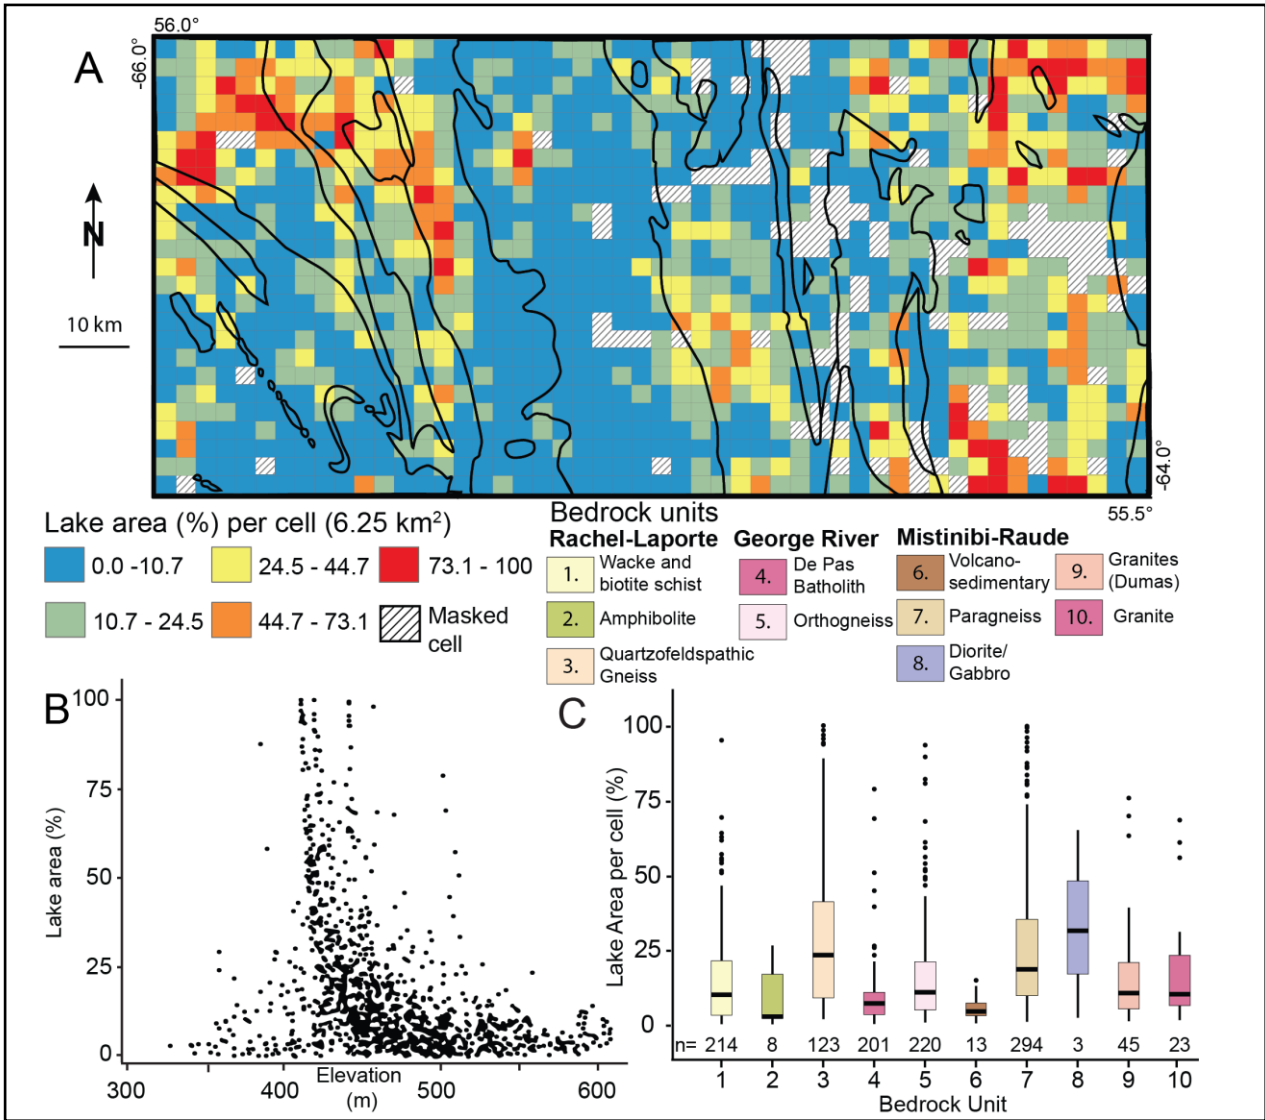 56.0°
-66.0°
A
N
10 km
-64.0°
55.5°
Lake area (%) per cell (6.25 km²)
0.0 -10.7
24.5 - 44.7
73.1 - 100
10.7 - 24.5
44.7 - 73.1
Masked
cell
Bedrock units
Rachel-Laporte
1.
Wacke and
biotite schist
2.
Amphibolite
3.
Quartzofeldspathic
Gneiss
George River
4.
De Pas
Batholith
5.
Orthogneiss
Mistinibi-Raude
6.
Volcano-
sedimentary
7.
Paragneiss
8.
Diorite/
Gabbro
9.
Granites
(Dumas)
10.
Granite
B
Lake area (%)
100
75
50
25
0
300 400 500 600
Elevation
(m)
C
Lake Area per cell (%)
100
75
50
25
0
n= 214 8 123 201 220 13 294 3 45 23
1 2 3 4 5 6 7 8 9 10
Bedrock Unit